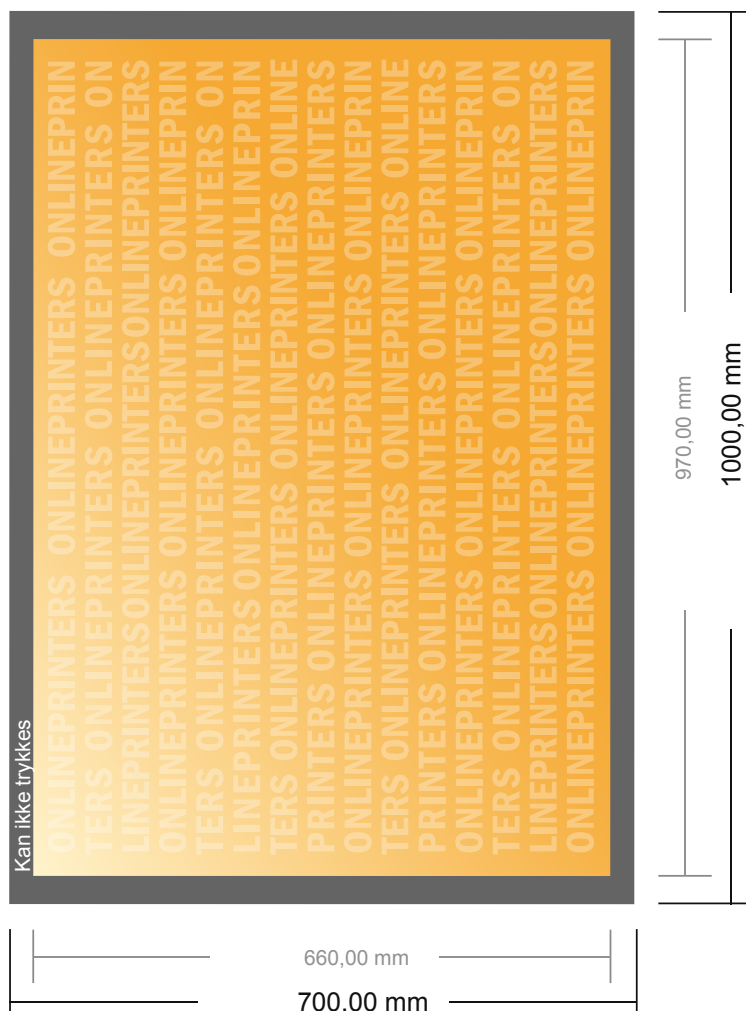 Kan ikke trykkes
ONLINEPRINTERS ONLINEPRINTERS ONLINEPRIN
TERS ONLINEPRINTERS ONLINEPRINTERS ON
LINEPRINTERSONLINEPRINTERSONLINEPRINTERS
ONLINEPRINTERS ONLINEPRINTERS ONLINEPRIN
TERS ONLINEPRINTERS ONLINEPRINTERS ON
LINEPRINTERS ONLINEPRINTERS ONLINEPRIN
TERS ONLINEPRINTERS ONLINEPRINTERS ONLINE
PRINTERS ONLINEPRINTERS ONLINEPRINTERS
ONLINEPRINTERS ONLINEPRINTERS ONLINEPRIN
TERS ONLINEPRINTERS ONLINEPRINTERS ONLINE
PRINTERS ONLINEPRINTERS ONLINEPRINTERS
ONLINEPRINTERS ONLINEPRINTERS ONLINEPRIN
TERS ONLINEPRINTERS ONLINEPRINTERS ON
LINEPRINTERSONLINEPRINTERSONLINEPRINTERS
ONLINEPRINTERS ONLINEPRINTERS ONLINEPRIN
970,00 mm
1000,00 mm
660,00 mm
700,00 mm